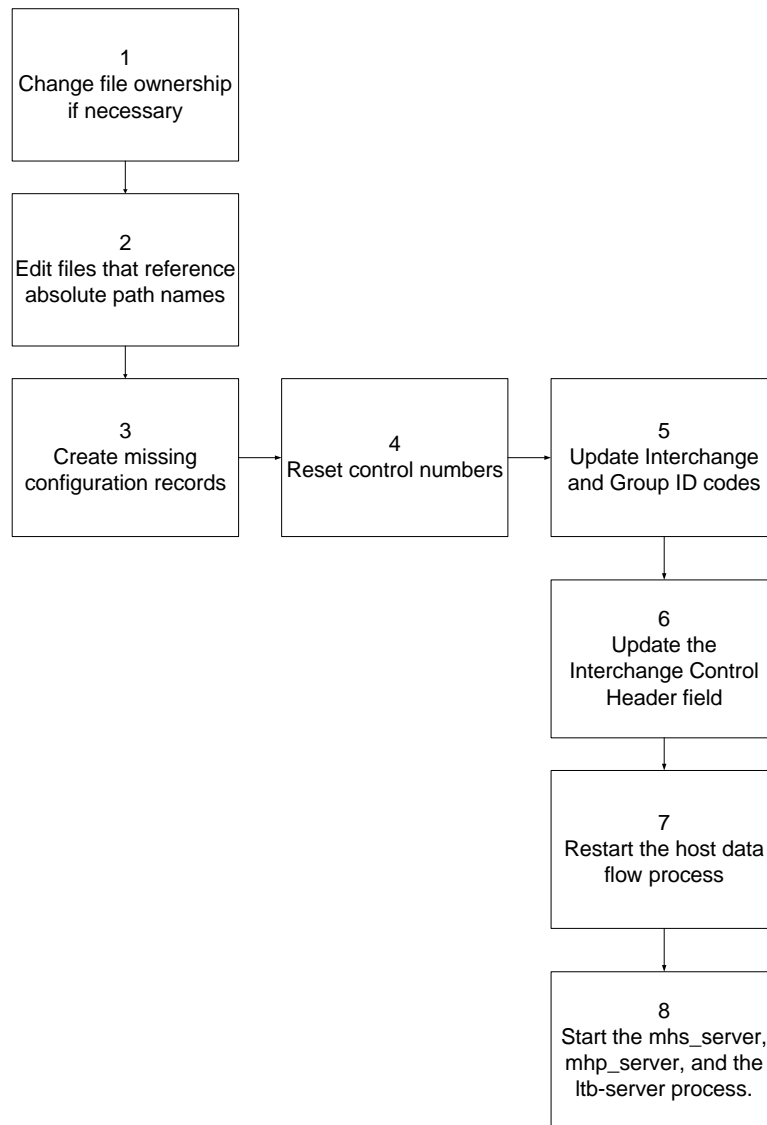 1
Change file ownership
if necessary
2
Edit files that reference
absolute path names
3
Create missing
configuration records
4
Reset control numbers
5
Update Interchange
and Group ID codes
6
Update the
Interchange Control
Header field
7
Restart the host data
flow process
8
Start the mhs_server,
mhp_server, and the
ltb-server process.